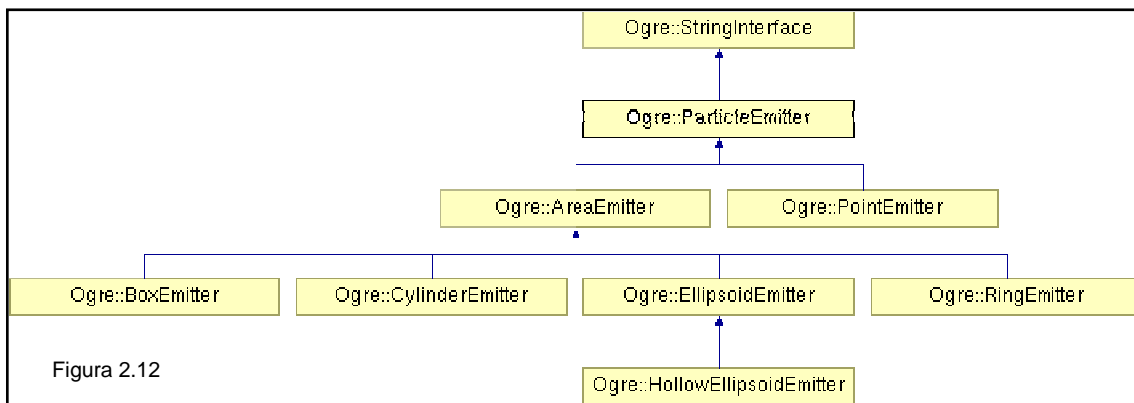 Ogre::StringInterface
Ogre::ParticleEmitter
Ogre::AreaEmitter
Ogre::PointEmitter
Ogre::BoxEmitter
Ogre::CylinderEmitter
Ogre::EllipsoidEmitter
Ogre::RingEmitter
Figura 2.12
Ogre::HollowEllipsoidEmitter